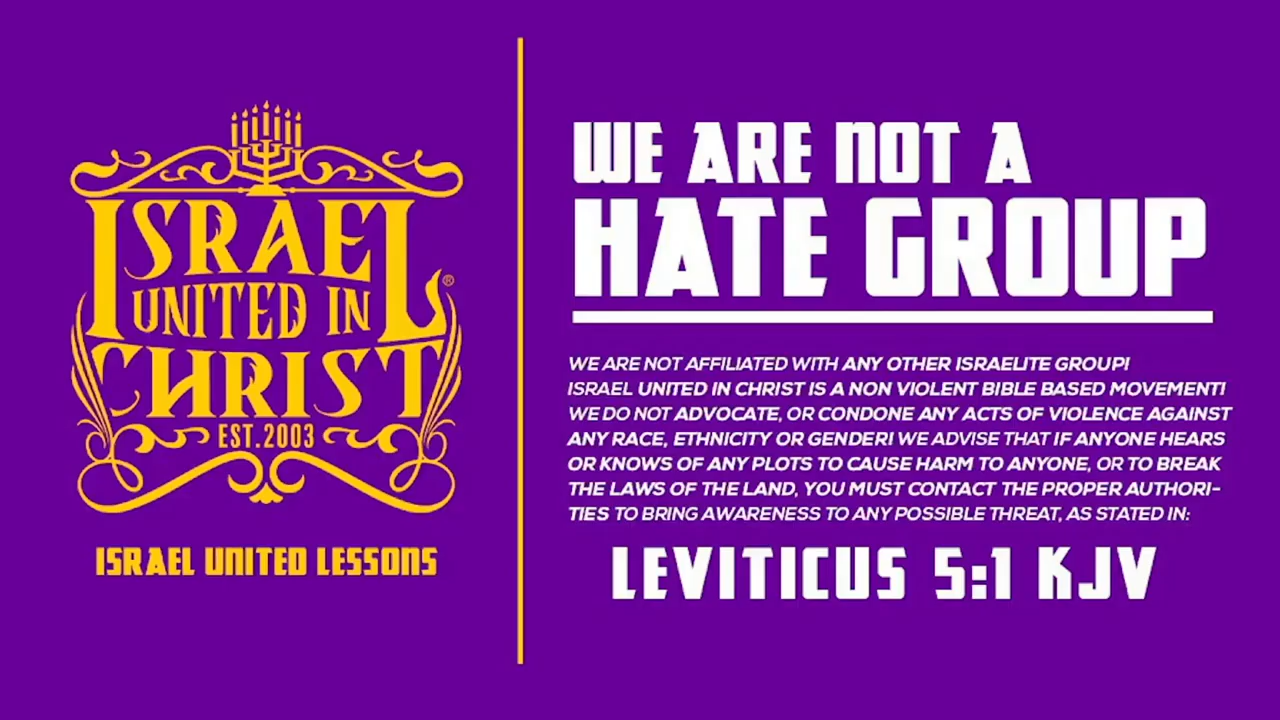 ISRAEL
UNITED IN
CHRIST
EST.2003
®
ISRAEL UNITED LESSONS
WE ARE NOT A
HATE GROUP
WE ARE NOT AFFILIATED WITH ANY OTHER ISRAELITE GROUP!
ISRAEL UNITED IN CHRIST IS A NON VIOLENT BIBLE BASED MOVEMENT!
WE DO NOT ADVOCATE, OR CONDONE ANY ACTS OF VIOLENCE AGAINST
ANY RACE, ETHNICITY OR GENDER! WE ADVISE THAT IF ANYONE HEARS
OR KNOWS OF ANY PLOTS TO CAUSE HARM TO ANYONE, OR TO BREAK
THE LAWS OF THE LAND, YOU MUST CONTACT THE PROPER AUTHORI-
TIES TO BRING AWARENESS TO ANY POSSIBLE THREAT, AS STATED IN:
LEVITICUS 5:1 KJV